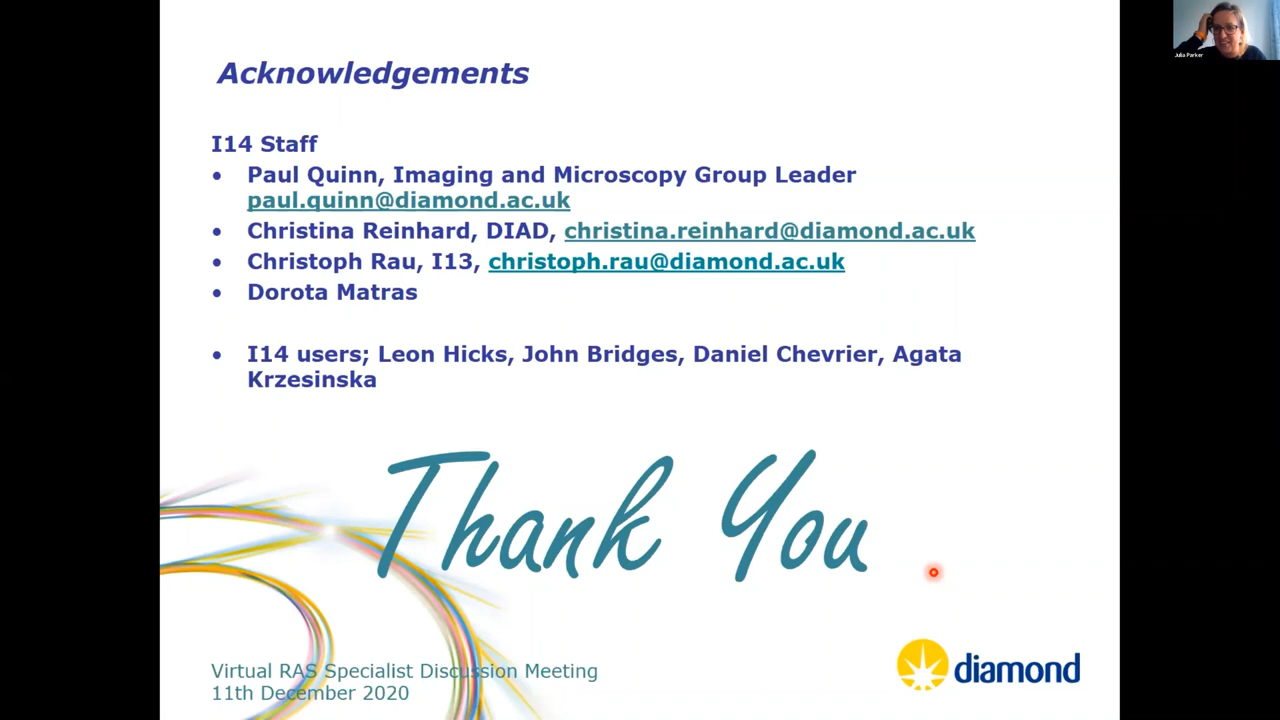 Julia Parker
Acknowledgements
I14 Staff
• Paul Quinn, Imaging and Microscopy Group Leader
paul.quinn@diamond.ac.uk
• Christina Reinhard, DIAD, christina.reinhard@diamond.ac.uk
• Christoph Rau, I13, christoph.rau@diamond.ac.uk
• Dorota Matras
• I14 users; Leon Hicks, John Bridges, Daniel Chevrier, Agata
Krzesinska
Thank You
Virtual RAS Specialist Discussion Meeting
11th December 2020
diamond